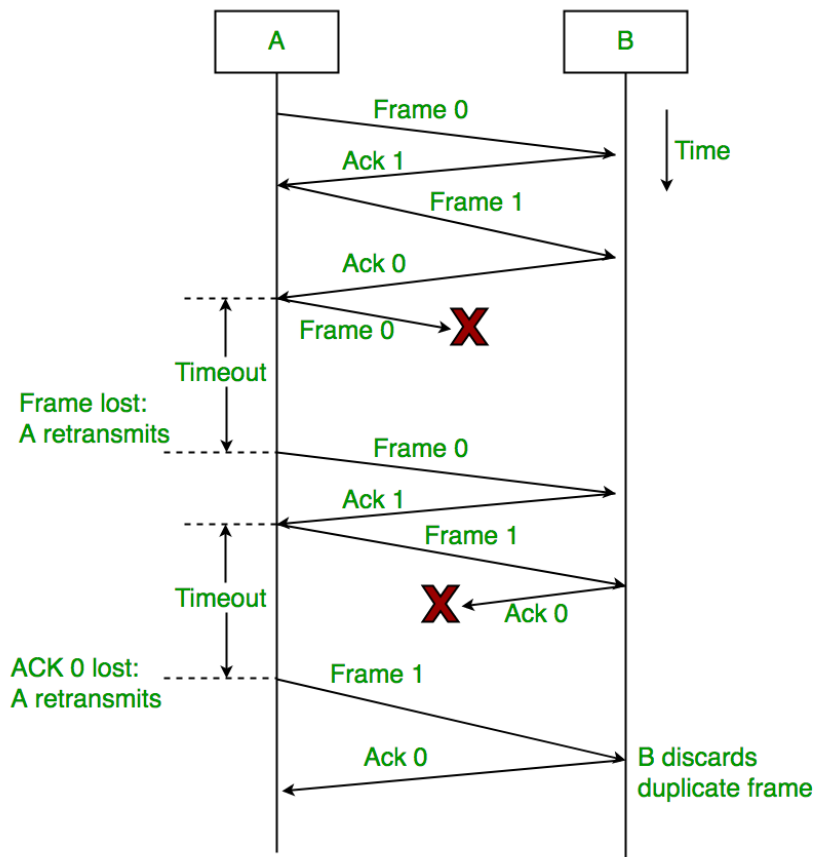 A
B
Frame 0
Time
Ack 1
Frame 1
Ack 0
Frame 0
X
Timeout
Frame lost:
A retransmits
Frame 0
Ack 1
Frame 1
Timeout
X
Ack 0
ACK 0 lost:
A retransmits
Frame 1
Ack 0
B discards
duplicate frame